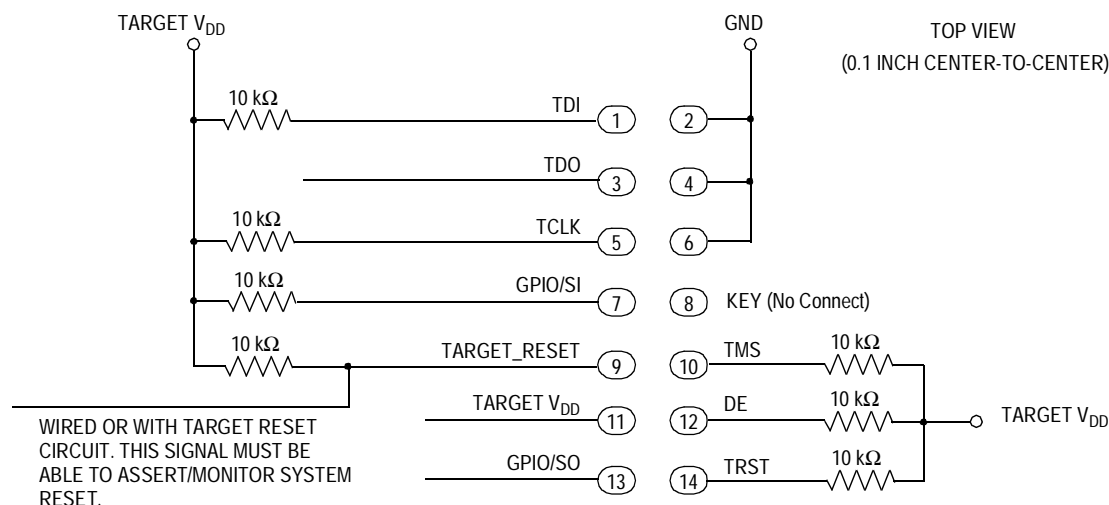 TARGET VDD
GND
TOP VIEW
(0.1 INCH CENTER-TO-CENTER)
10 kΩ
TDI
1
2
TDO
3
4
10 kΩ
TCLK
5
6
10 kΩ
GPIO/SI
7
8
KEY (No Connect)
10 kΩ
TARGET_RESET
9
10
TMS
10 kΩ
TARGET VDD
11
12
DE
10 kΩ
TARGET VDD
WIRED OR WITH TARGET RESET
CIRCUIT. THIS SIGNAL MUST BE
ABLE TO ASSERT/MONITOR SYSTEM
RESET.
GPIO/SO
13
14
TRST
10 kΩ